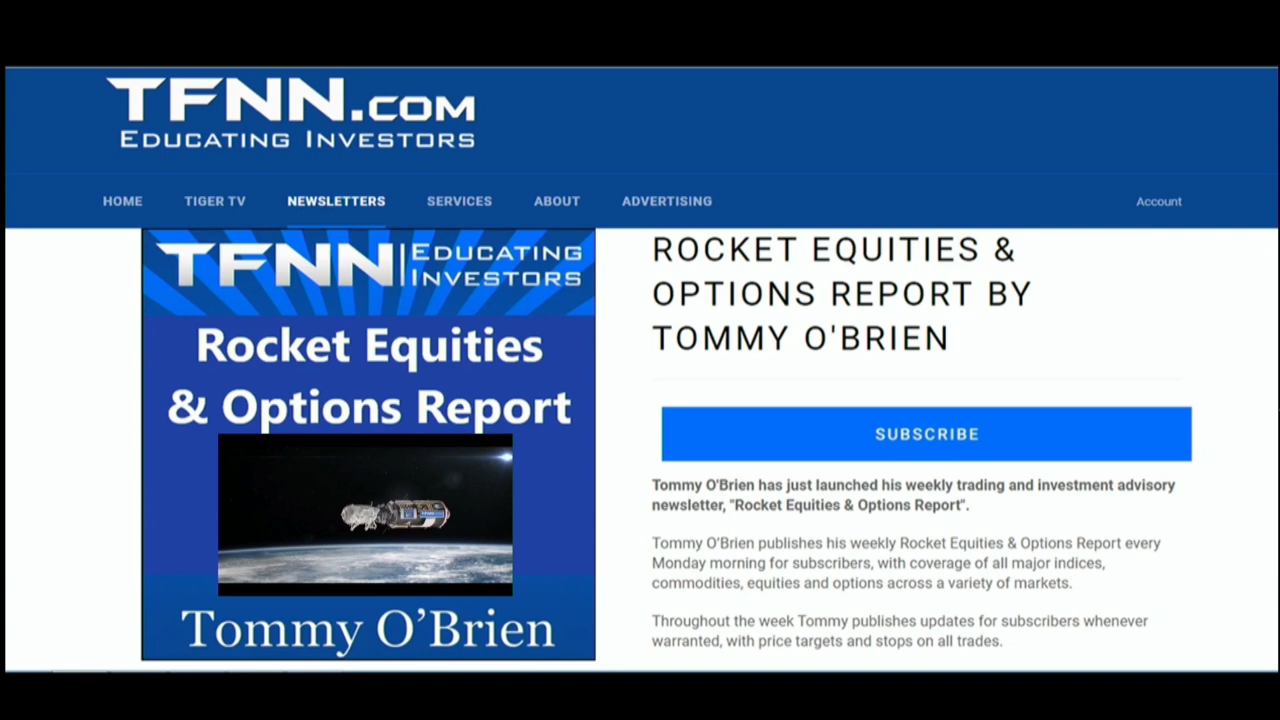 TFNN.COM
EDUCATING INVESTORS
HOME TIGER TV NEWSLETTERS SERVICES ABOUT ADVERTISING Account
TFNN EDUCATING
INVESTORS
Rocket Equities
& Options Report
Tommy O’Brien
ROCKET EQUITIES &
OPTIONS REPORT BY
TOMMY O'BRIEN
SUBSCRIBE
Tommy O'Brien has just launched his weekly trading and investment advisory
newsletter, "Rocket Equities & Options Report".
Tommy O’Brien publishes his weekly Rocket Equities & Options Report every
Monday morning for subscribers, with coverage of all major indices,
commodities, equities and options across a variety of markets.
Throughout the week Tommy publishes updates for subscribers whenever
warranted, with price targets and stops on all trades.